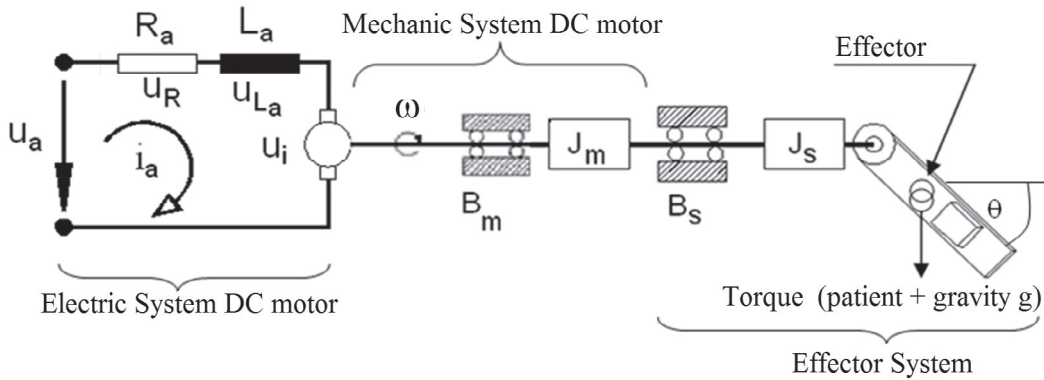 Mechanic System DC motor
Effector
Ra La
uR uLa
ω
ua
ia
ui
Jm
Js
Bm
Bs
θ
Electric System DC motor
Torque (patient + gravity g)
Effector System